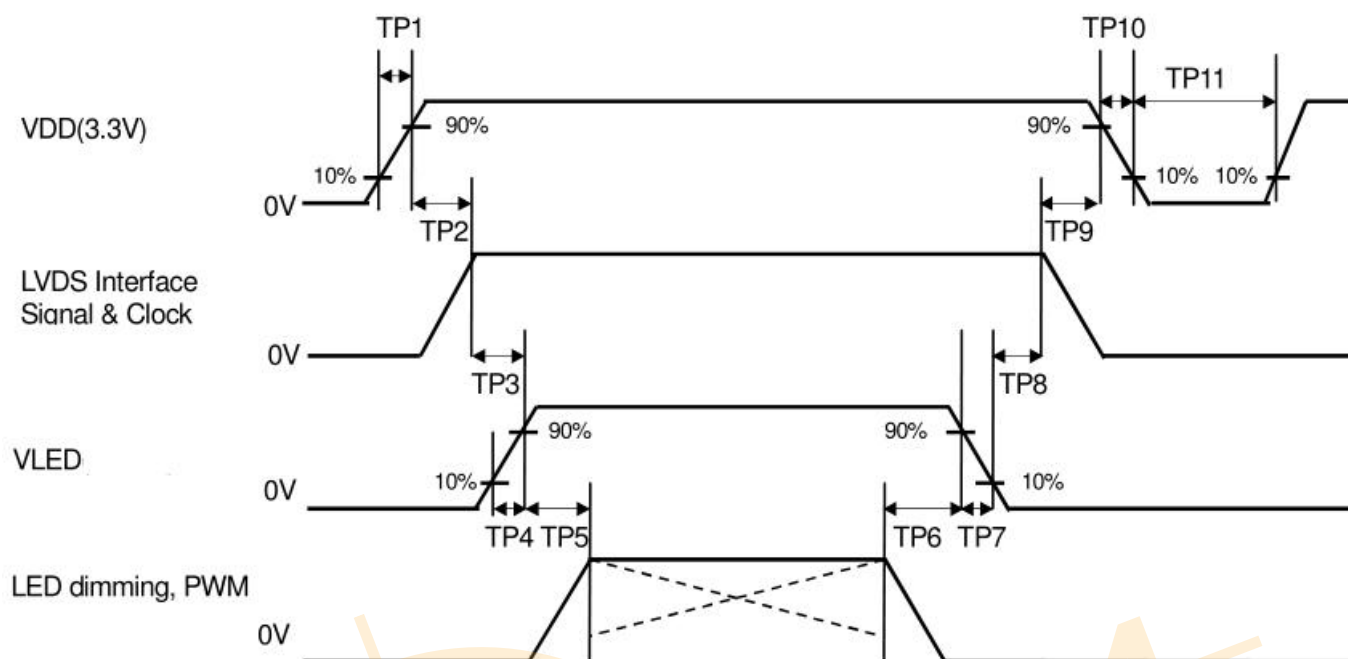 TP1
TP10
TP11
VDD(3.3V)
90%
90%
10%
10%
10%
0V
TP2
TP9
LVDS Interface
Signal & Clock
0V
TP3
TP8
90%
90%
VLED
10%
10%
0V
TP4
TP5
TP6
TP7
LED dimming, PWM
0V